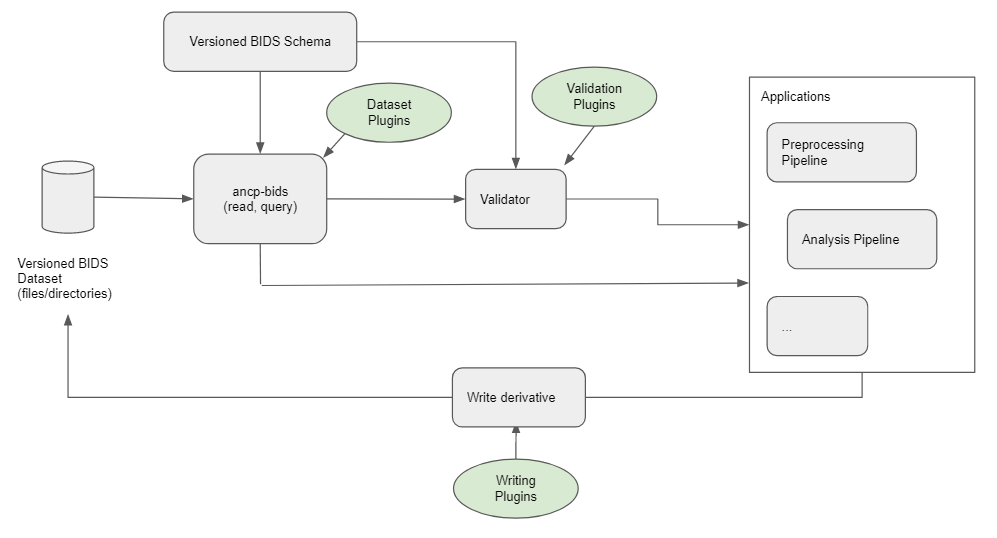 Versioned BIDS Schema
Dataset
Plugins
Validation
Plugins
Applications
Preprocessing
Pipeline
ancp-bids
(read, query)
Validator
Analysis Pipeline
Versioned BIDS
Dataset
(files/directories)
...
Write derivative
Writing
Plugins